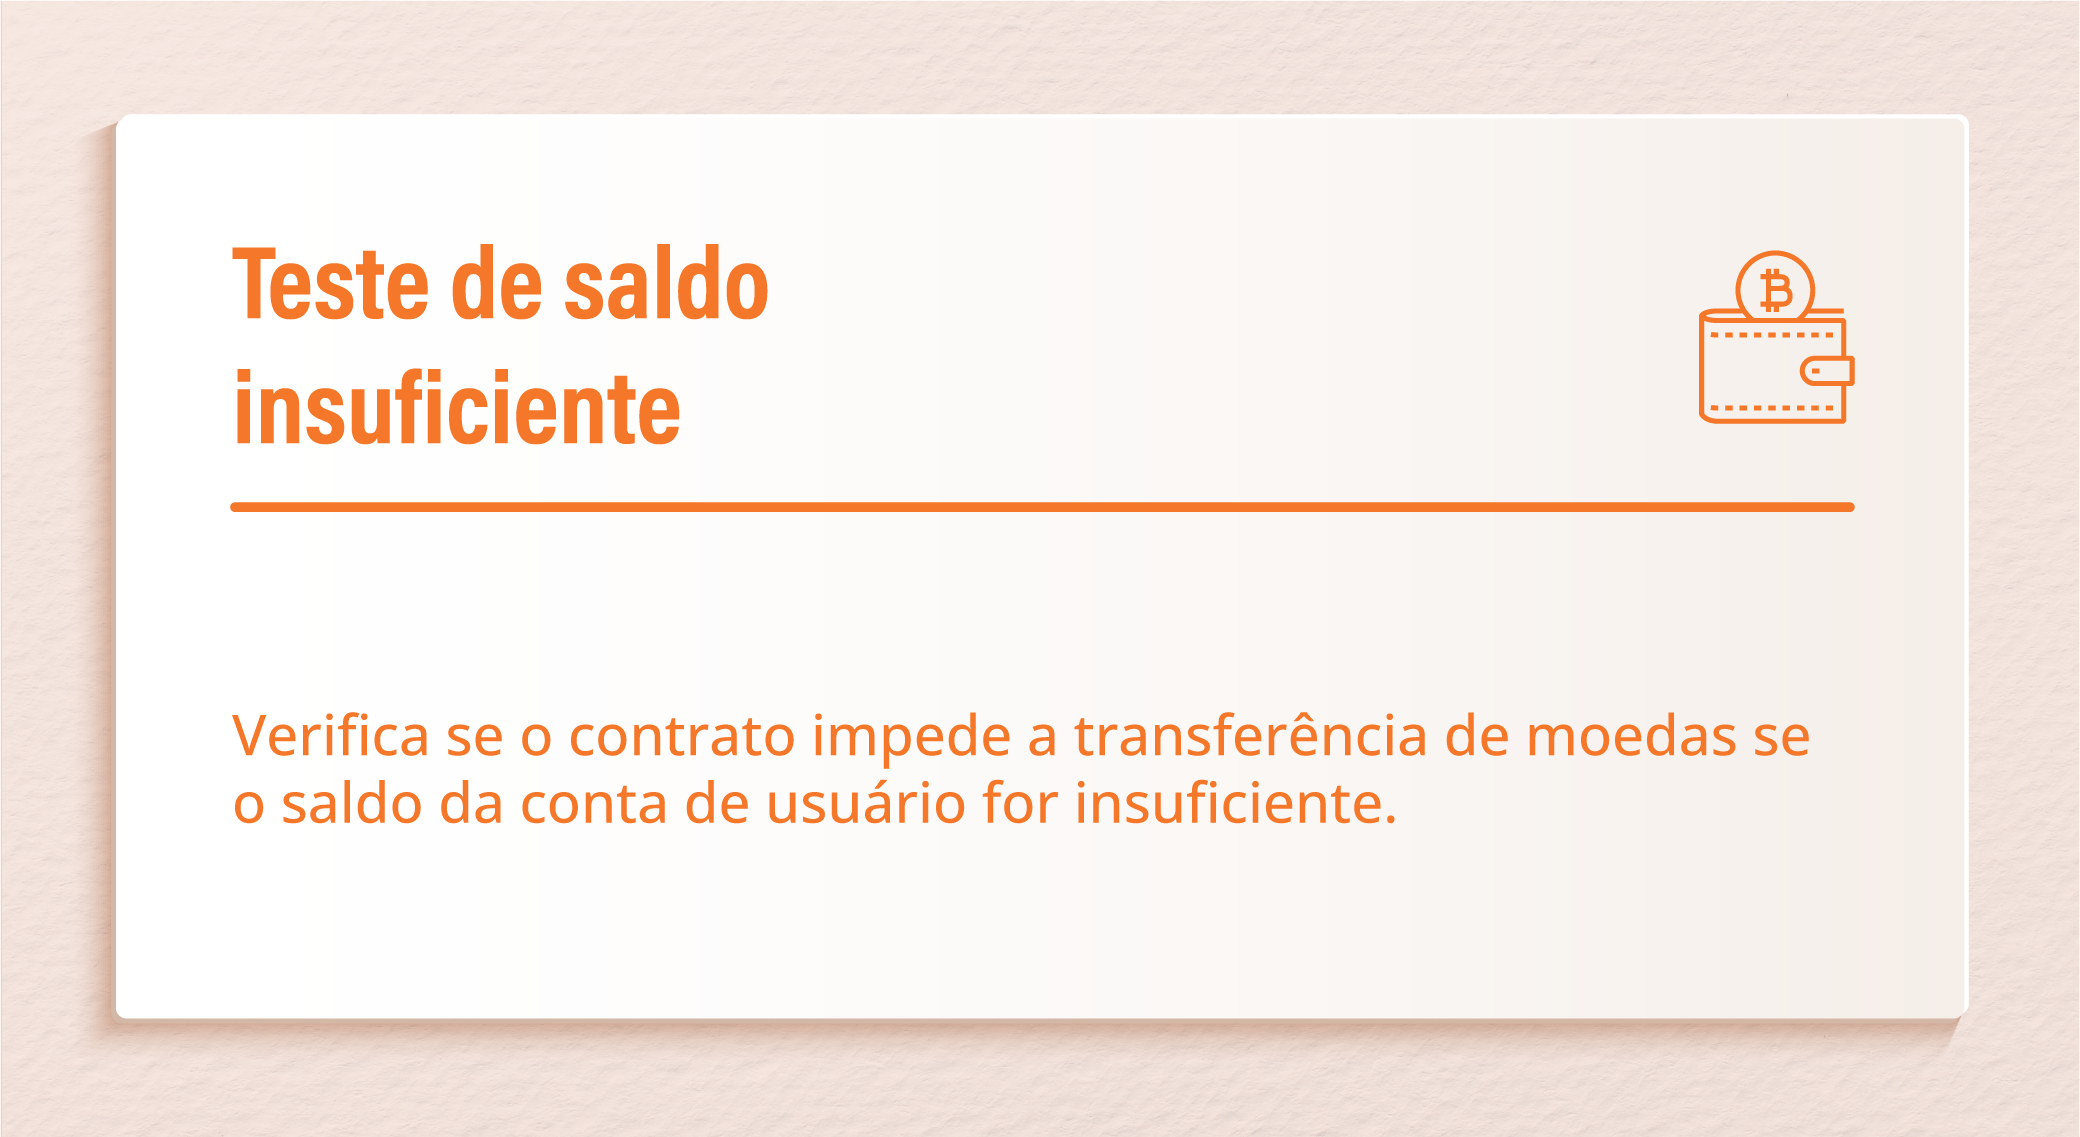 Teste de saldo
insuficiente
Verifica se o contrato impede a transferência de moedas se
o saldo da conta de usuário for insuficiente.